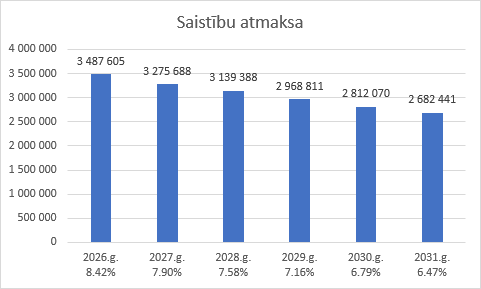 Saistību atmaksa
4 000 000
3 500 000
3 000 000
2 500 000
2 000 000
1 500 000
1 000 000
500 000
0
3 487 605
3 275 688
3 139 388
2 968 811
2 812 070
2 682 441
2026.g. 2027.g. 2028.g. 2029.g. 2030.g. 2031.g.
8.42% 7.90% 7.58% 7.16% 6.79% 6.47%